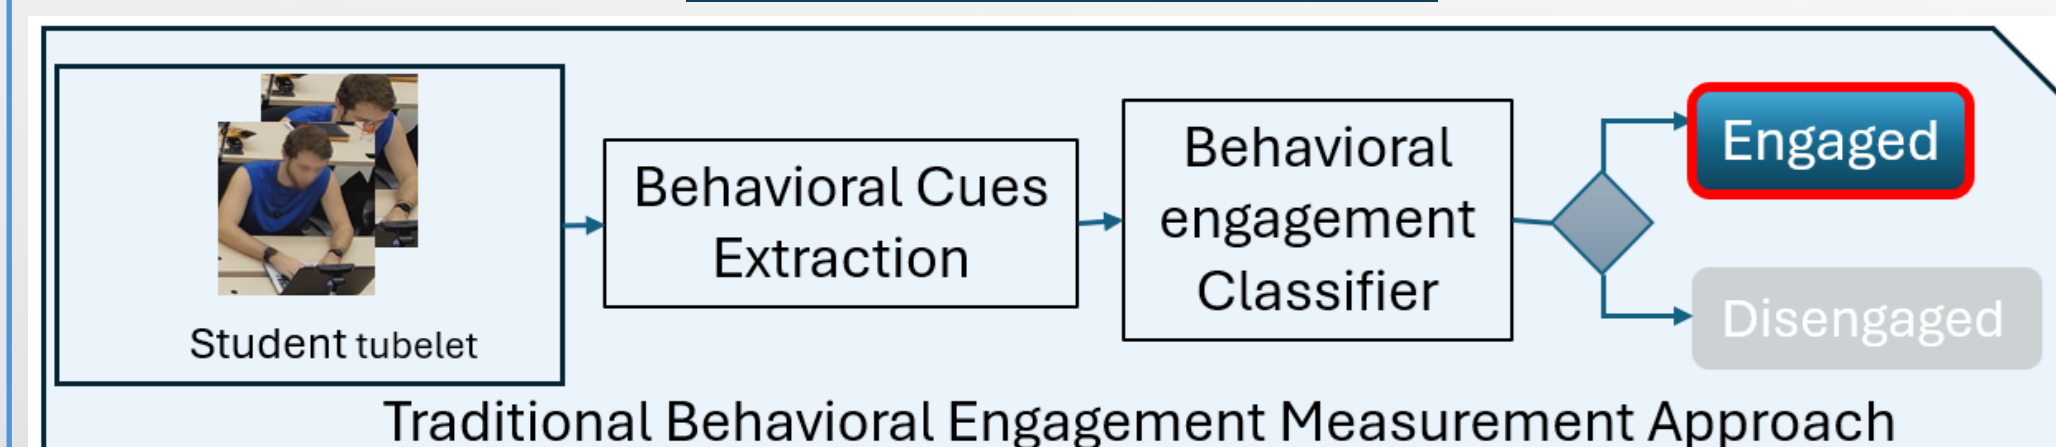 Student tubelet
Behavioral Cues
Extraction
Behavioral
engagement
Classifier
Engaged
Disengaged
Traditional Behavioral Engagement Measurement Approach